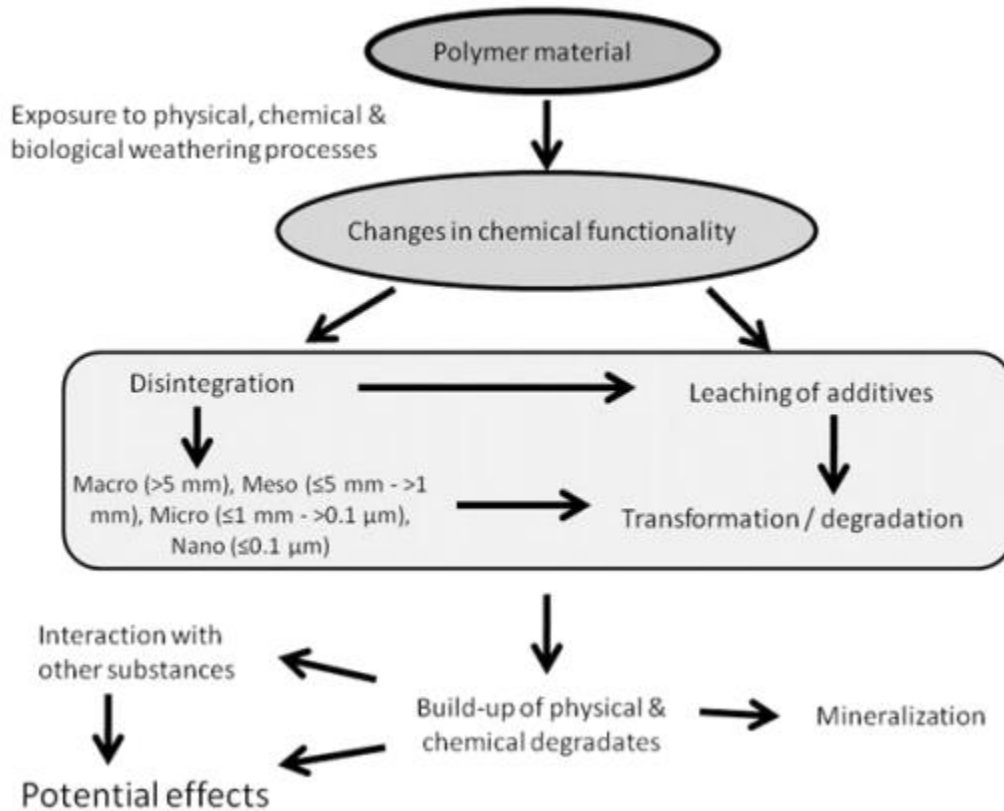 Polymer material
Exposure to physical, chemical &
biological weathering processes
Changes in chemical functionality
Disintegration
Leaching of additives
Macro (>5 mm), Meso (≤5 mm - >1
mm), Micro (≤1 mm - >0.1 μm),
Nano (≤0.1 μm)
Transformation / degradation
Interaction with
other substances
Build-up of physical &
chemical degradates
Mineralization
Potential effects